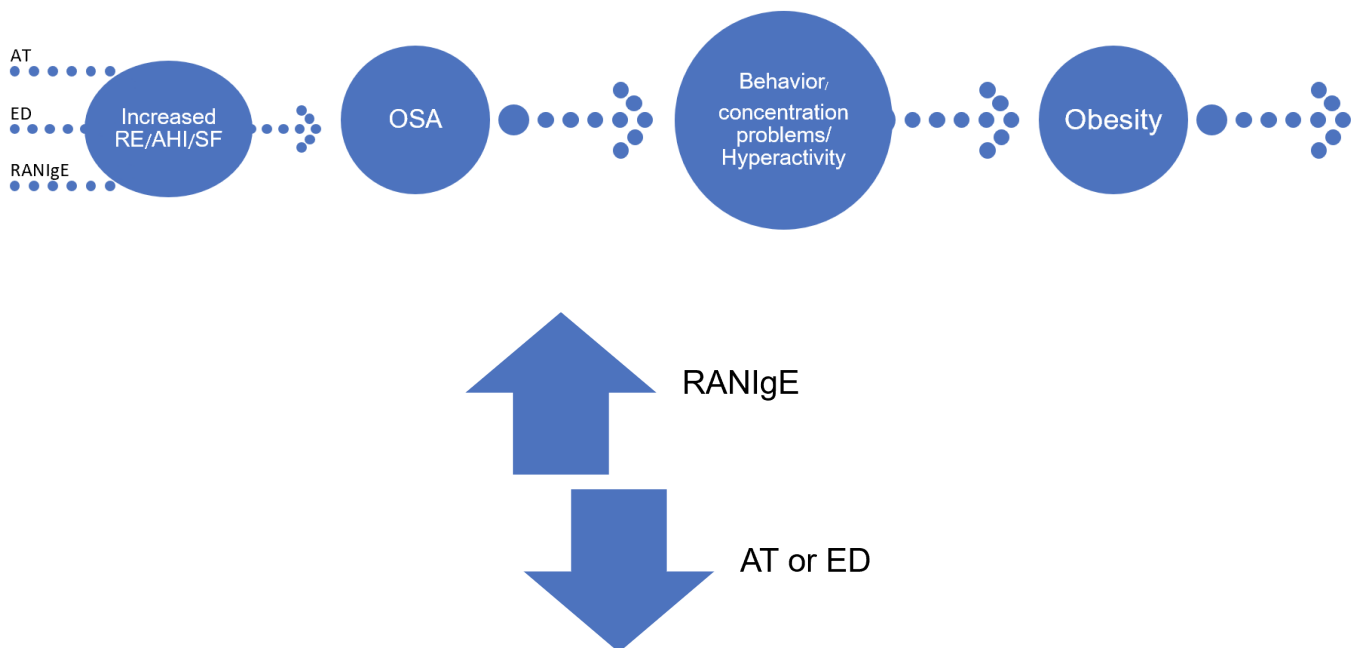 AT
ED
RANIgE
Increased
RE/AHI/SF
OSA
Behavior/
concentration
problems/
Hyperactivity
Obesity
RANIgE
AT or ED